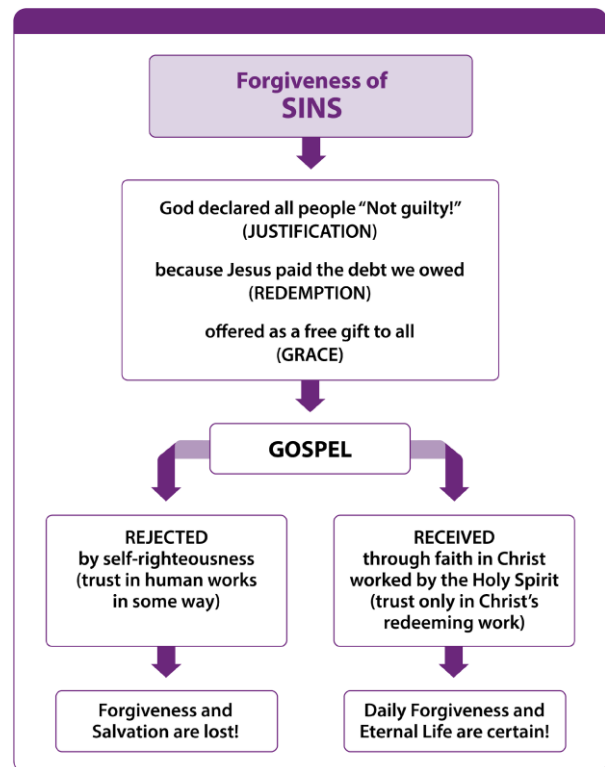 Forgiveness of
SINS
God declared all people “Not guilty!”
(JUSTIFICATION)
because Jesus paid the debt we owed
(REDEMPTION)
offered as a free gift to all
(GRACE)
GOSPEL
REJECTED
by self-righteousness
(trust in human works
in some way)
RECEIVED
through faith in Christ
worked by the Holy Spirit
(trust only in Christ’s
redeeming work)
Forgiveness and
Salvation are lost!
Daily Forgiveness and
Eternal Life are certain!